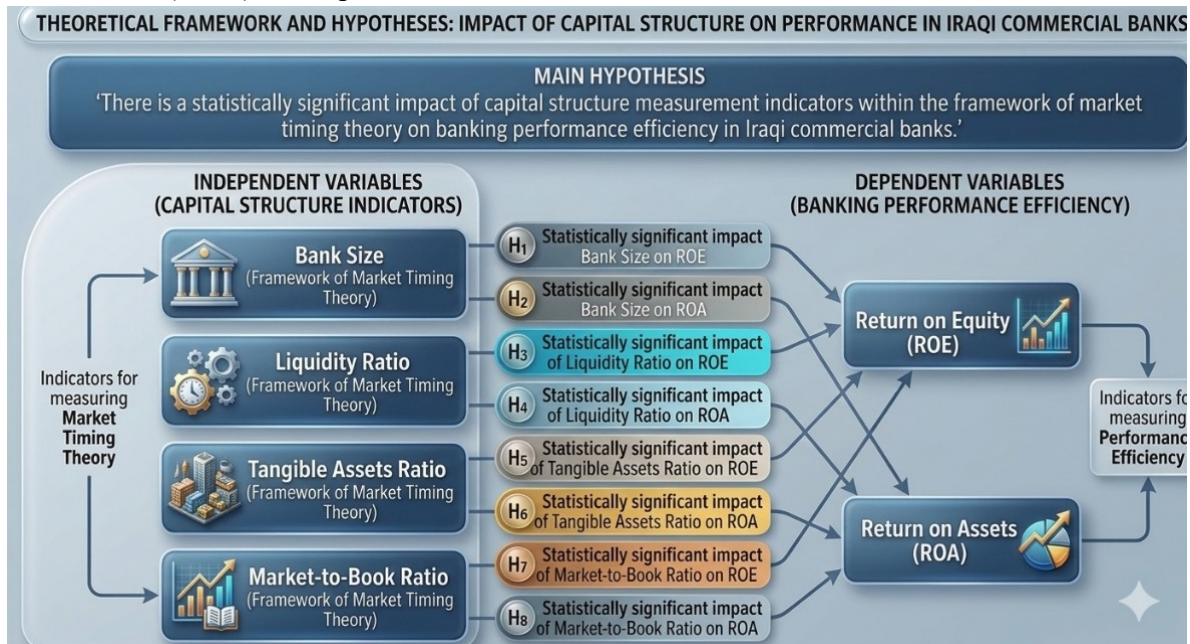 THEORETICAL FRAMEWORK AND HYPOTHESES: IMPACT OF CAPITAL STRUCTURE ON PERFORMANCE IN IRAQI COMMERCIAL BANKS
MAIN HYPOTHESIS
'There is a statistically significant impact of capital structure measurement indicators within the framework of market
timing theory on banking performance efficiency in Iraqi commercial banks.'
INDEPENDENT VARIABLES
(CAPITAL STRUCTURE INDICATORS)
DEPENDENT VARIABLES
(BANKING PERFORMANCE EFFICIENCY)
Indicators for
measuring
Market
Timing
Theory
Bank Size
(Framework of Market Timing
Theory)
Liquidity Ratio
(Framework of Market Timing
Theory)
Tangible Assets Ratio
(Framework of Market Timing
Theory)
Market-to-Book Ratio
(Framework of Market Timing
Theory)
H1 Statistically significant impact
Bank Size on ROE
H2 Statistically significant impact
Bank Size on ROA
H3 Statistically significant impact
of Liquidity Ratio on ROE
H4 Statistically significant impact
of Liquidity Ratio on ROA
H5 Statistically significant impact
of Tangible Assets Ratio on ROE
H6 Statistically significant impact
of Tangible Assets Ratio on ROA
H7 Statistically significant impact
of Market-to-Book Ratio on ROE
H8 Statistically significant impact
of Market-to-Book Ratio on ROA
Return on Equity
(ROE)
Return on Assets
(ROA)
Indicators fo
measuring
Performanc
Efficiency